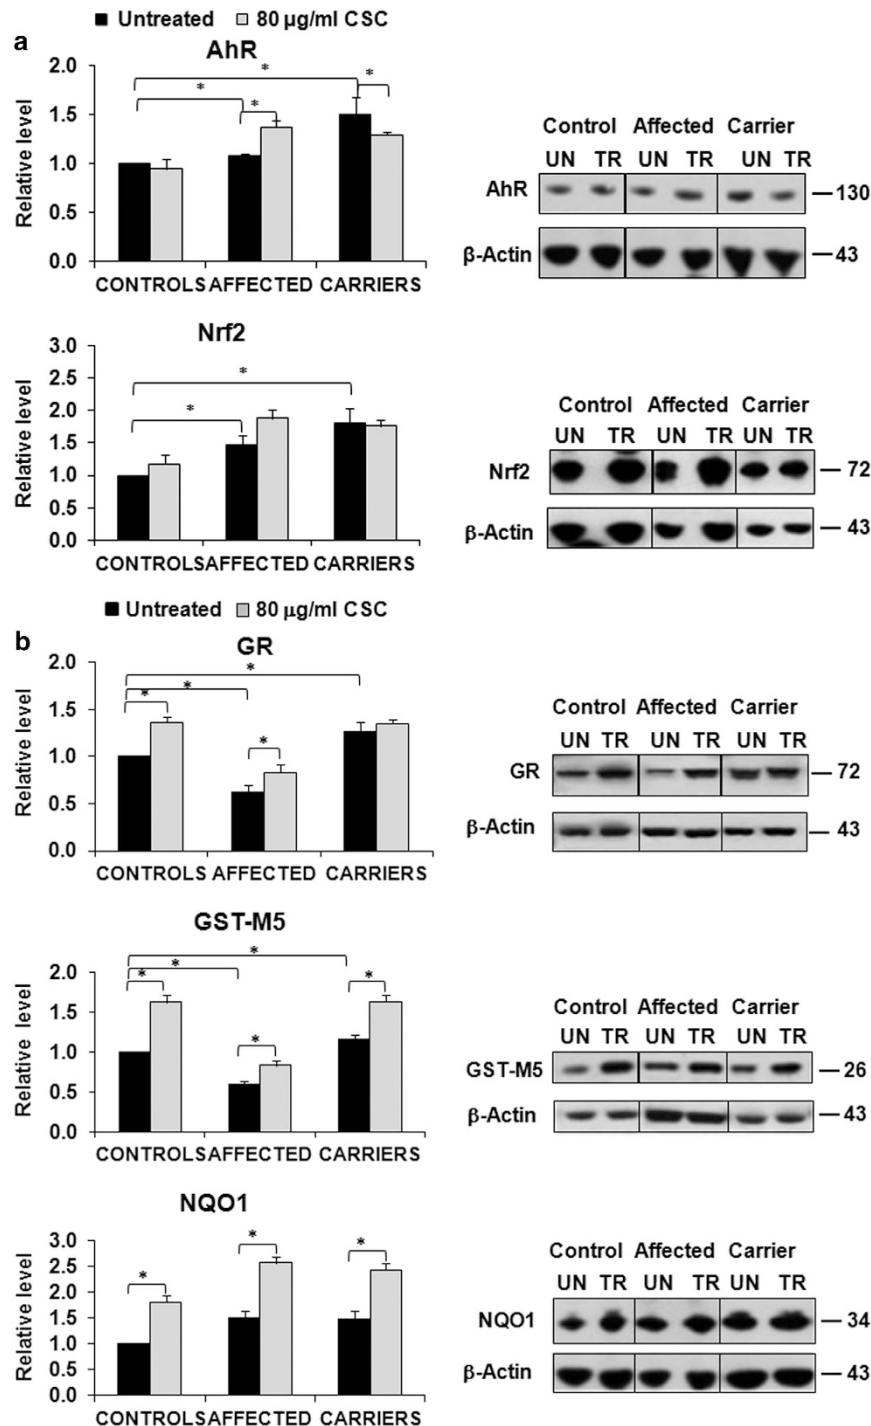 Untreated 80 µg/ml CSC
a
AhR
2.0
1.5
1.0
0.5
0.0
Relative level
* * * *
CONTROLS AFFECTED CARRIERS
Control Affected Carrier
UN TR UN TR UN TR
AhR 130
β-Actin 43
Nrf2
3.0
2.5
2.0
1.5
1.0
0.5
0.0
Relative level
* *
CONTROLS AFFECTED CARRIERS
Control Affected Carrier
UN TR UN TR UN TR
Nrf2 72
β-Actin 43
Untreated 80 µg/ml CSC
b
GR
2.0
1.5
1.0
0.5
0.0
Relative level
* * * *
CONTROLS AFFECTED CARRIERS
Control Affected Carrier
UN TR UN TR UN TR
GR 72
β-Actin 43
GST-M5
2.0
1.5
1.0
0.5
0.0
Relative level
* * * * *
CONTROLS AFFECTED CARRIERS
Control Affected Carrier
UN TR UN TR UN TR
GST-M5 26
β-Actin 43
NQO1
3.0
2.5
2.0
1.5
1.0
0.5
0.0
Relative level
* * *
CONTROLS AFFECTED CARRIERS
Control Affected Carrier
UN TR UN TR UN TR
NQO1 34
β-Actin 43